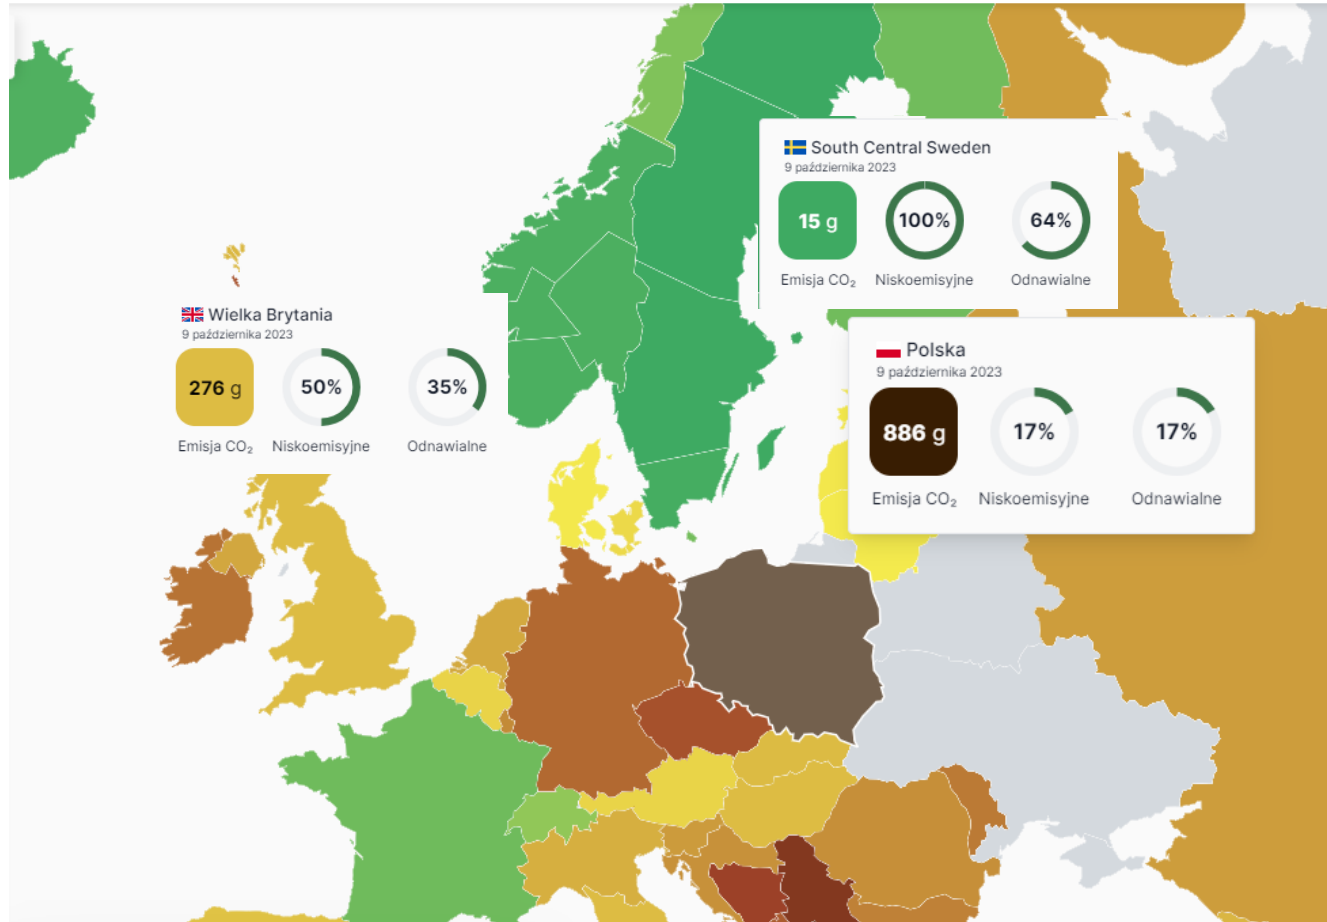 South Central Sweden
9 października 2023
15 g
100%
64%
Emisja CO₂
Niskoemisyjne
Odnawialne
Wielka Brytania
9 października 2023
276 g
50%
35%
Emisja CO₂
Niskoemisyjne
Odnawialne
Polska
9 października 2023
886 g
17%
17%
Emisja CO₂
Niskoemisyjne
Odnawialne